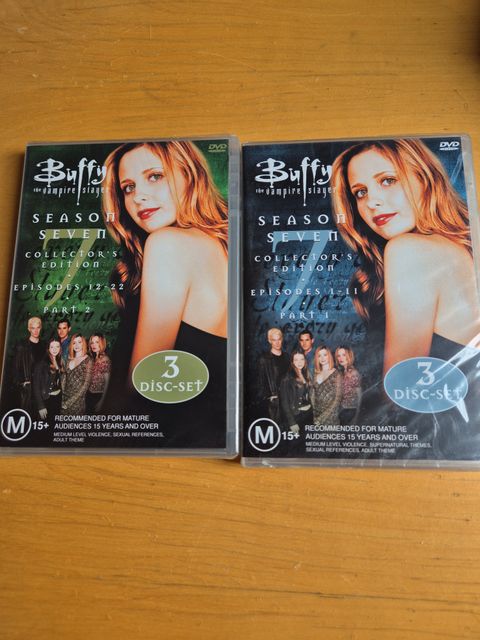 DVD
Buffy
the vampire slayer
SEASON
SEVEN
COLLECTOR'S
EDITION
EPISODES 12-22
PART 2
3
DISC-SET
M 15+
RECOMMENDED FOR MATURE
AUDIENCES 15 YEARS AND OVER
MEDIUM LEVEL VIOLENCE, SEXUAL REFERENCES,
ADULT THEME
DVD
Buffy
the vampire slayer
SEASON
SEVEN
COLLECTOR'S
EDITION
EPISODES 1-11
PART 1
3
DISC-SET
M 15+
RECOMMENDED FOR MATURE
AUDIENCES 15 YEARS AND OVER
MEDIUM LEVEL VIOLENCE, SUPERNATURAL THEMES,
SEXUAL REFERENCES, ADULT THEME